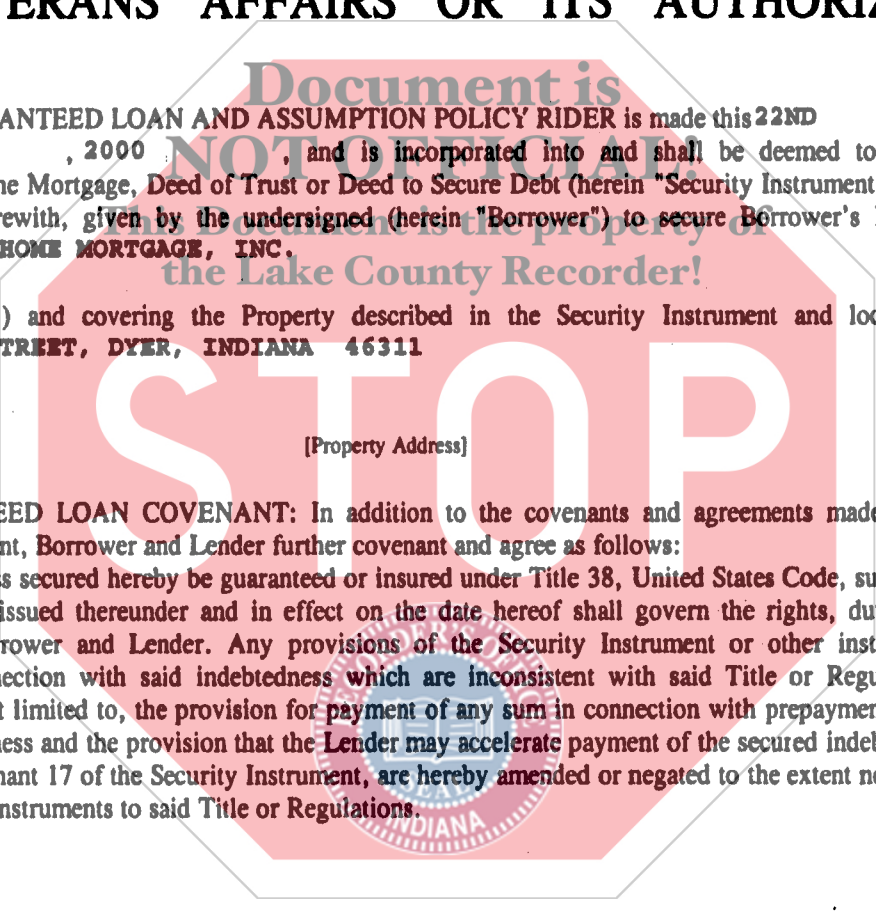 ERANS AFFAIRS OR ITS AUTHORIZ
Document is
ANTEED LOAN AND ASSUMPTION POLICY RIDER is made this 22ND
NOT OFFICIAL!
, 2000 , and is incorporated into and shall be deemed to
ne Mortgage, Deed of Trust or Deed to Secure Debt (herein "Security Instrument
This Document is the property of
rewith, given by the undersigned (herein "Borrower") to secure Borrower's
HOME MORTGAGE, INC.
the Lake County Recorder!
) and covering the Property described in the Security Instrument and loc
TREET, DYER, INDIANA 46311
STOP
[Property Address]
EED LOAN COVENANT: In addition to the covenants and agreements made
nt, Borrower and Lender further covenant and agree as follows:
ss secured hereby be guaranteed or insured under Title 38, United States Code, su
issued thereunder and in effect on the date hereof shall govern the rights, du
rower and Lender. Any provisions of the Security Instrument or other inst
nection with said indebtedness which are inconsistent with said Title or Regu
t limited to, the provision for payment of any sum in connection with prepaymen
ness and the provision that the Lender may accelerate payment of the secured indeb
nant 17 of the Security Instrument, are hereby amended or negated to the extent ne
nstruments to said Title or Regulations.
RECORDER'S OFFICE
SEAL
INDIANA